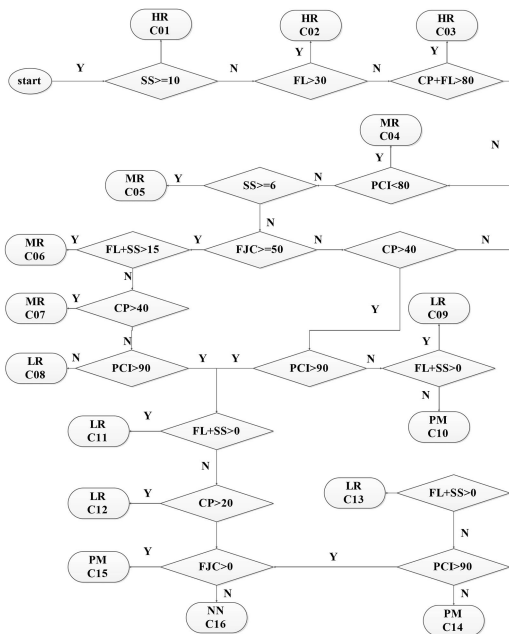 HR
C01
HR
C02
HR
C03
start
Y
SS>=10
N
FL>30
Y
N
CP+FL>80
Y
MR
C04
N
MR
C05
Y
SS>=6
N
Y
PCI<80
N
MR
C06
Y
FL+SS>15
Y
FJC>=50
N
CP>40
N
N
MR
C07
Y
CP>40
Y
LR
C09
N
LR
C08
N
PCI>90
Y
Y
PCI>90
N
Y
FL+SS>0
N
LR
C11
Y
FL+SS>0
PM
C10
N
LR
C12
Y
CP>20
LR
C13
FL+SS>0
N
PM
C15
Y
FJC>0
Y
PCI>90
N
NN
C16
N
PM
C14